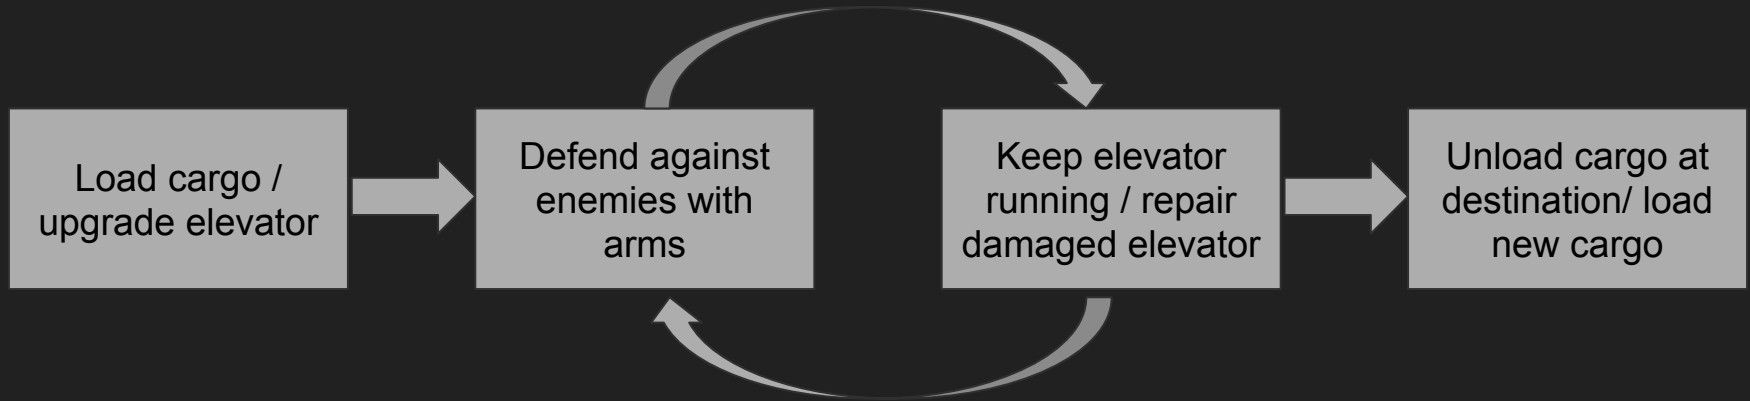 Load cargo /
upgrade elevator
Defend against
enemies with
arms
Keep elevator
running / repair
damaged elevator
Unload cargo at
destination/ load
new cargo